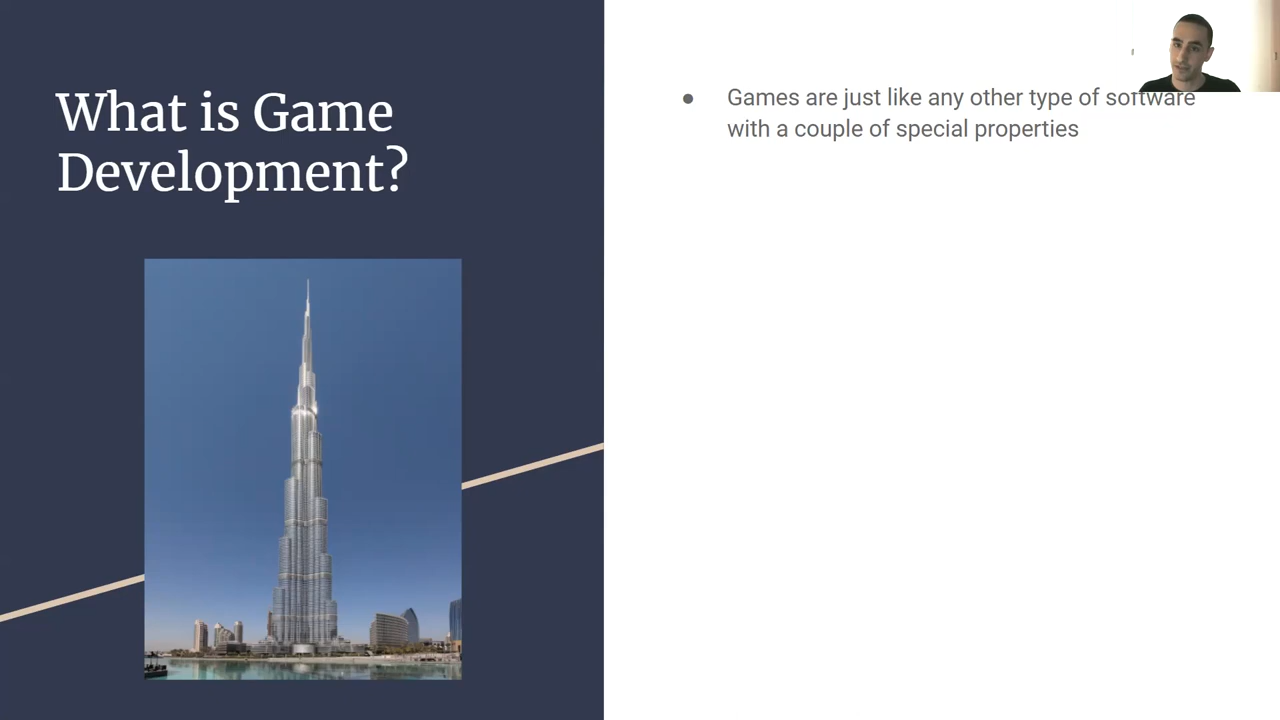 What is Game
Development?
● Games are just like any other type of software
with a couple of special properties